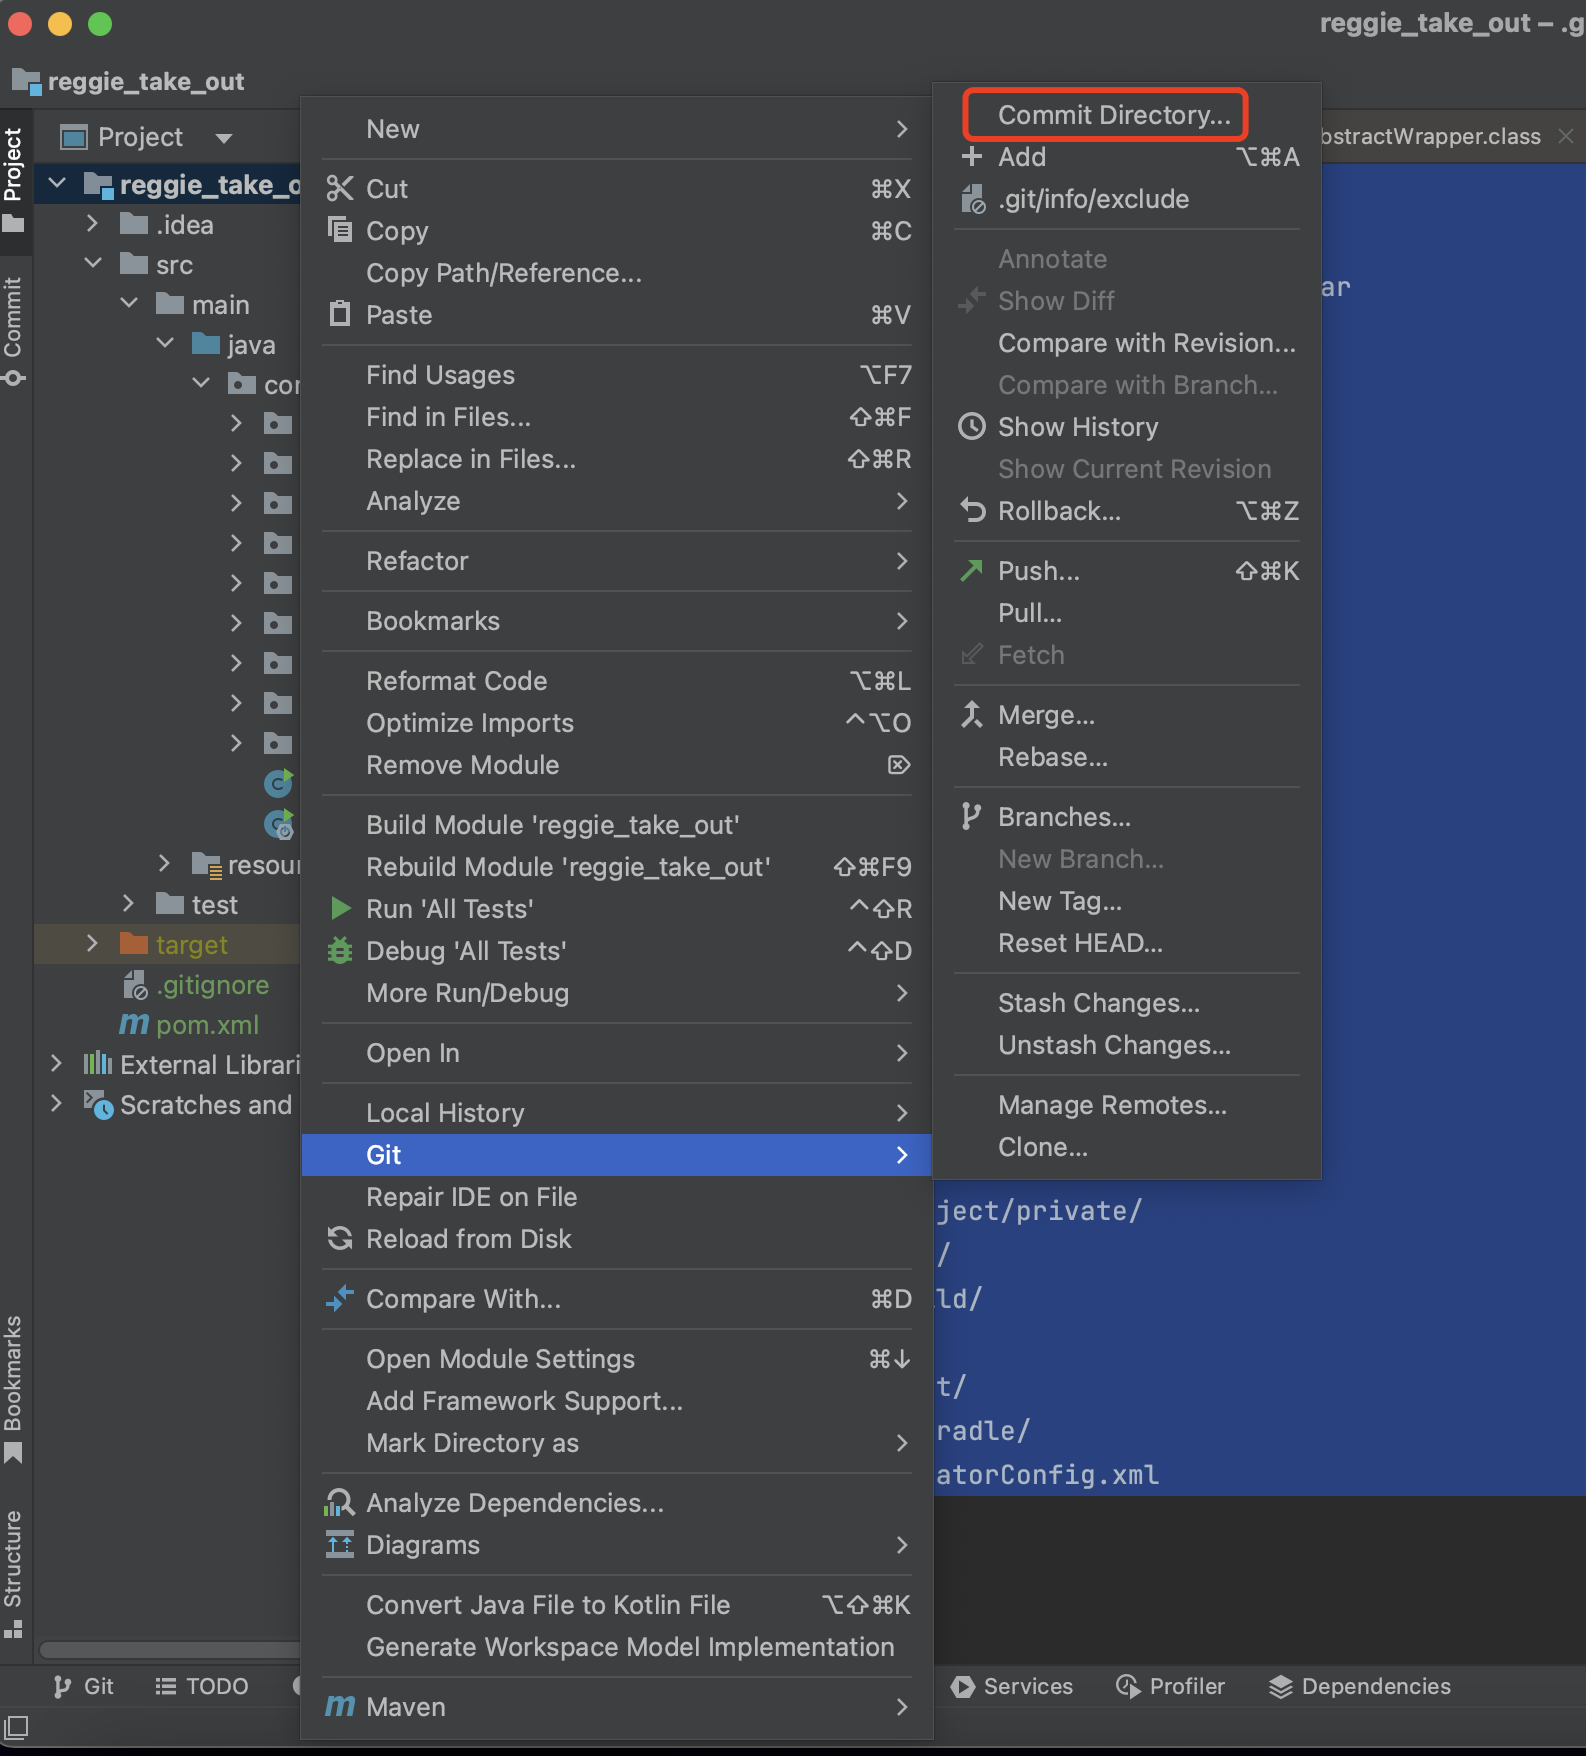 reggie_take_out – .g
reggie_take_out
Project
bstractWrapper.class
Project
Commit
Bookmarks
Structure
reggie_take_o
.idea
src
main
java
co
resou
test
target
.gitignore
pom.xml
External Librari
Scratches and
New
Cut ⌘X
Copy ⌘C
Copy Path/Reference...
Paste ⌘V
Find Usages ⌥F7
Find in Files... ⇧⌘F
Replace in Files... ⇧⌘R
Analyze
Refactor
Bookmarks
Reformat Code ⌥⌘L
Optimize Imports ^⌥O
Remove Module ⌦
Build Module 'reggie_take_out'
Rebuild Module 'reggie_take_out' ⇧⌘F9
Run 'All Tests' ^⇧R
Debug 'All Tests' ^⇧D
More Run/Debug
Open In
Local History
Git
Repair IDE on File
Reload from Disk
Compare With... ⌘D
Open Module Settings ⌘↓
Add Framework Support...
Mark Directory as
Analyze Dependencies...
Diagrams
Convert Java File to Kotlin File ⌥⇧⌘K
Generate Workspace Model Implementation
Maven
Commit Directory...
Add ⌥⌘A
.git/info/exclude
Annotate
Show Diff
Compare with Revision...
Compare with Branch...
Show History
Show Current Revision
Rollback... ⌥⌘Z
Push... ⇧⌘K
Pull...
Fetch
Merge...
Rebase...
Branches...
New Branch...
New Tag...
Reset HEAD...
Stash Changes...
Unstash Changes...
Manage Remotes...
Clone...
ar
ject/private/
/
ld/
t/
radle/
atorConfig.xml
Git
TODO
Services
Profiler
Dependencies